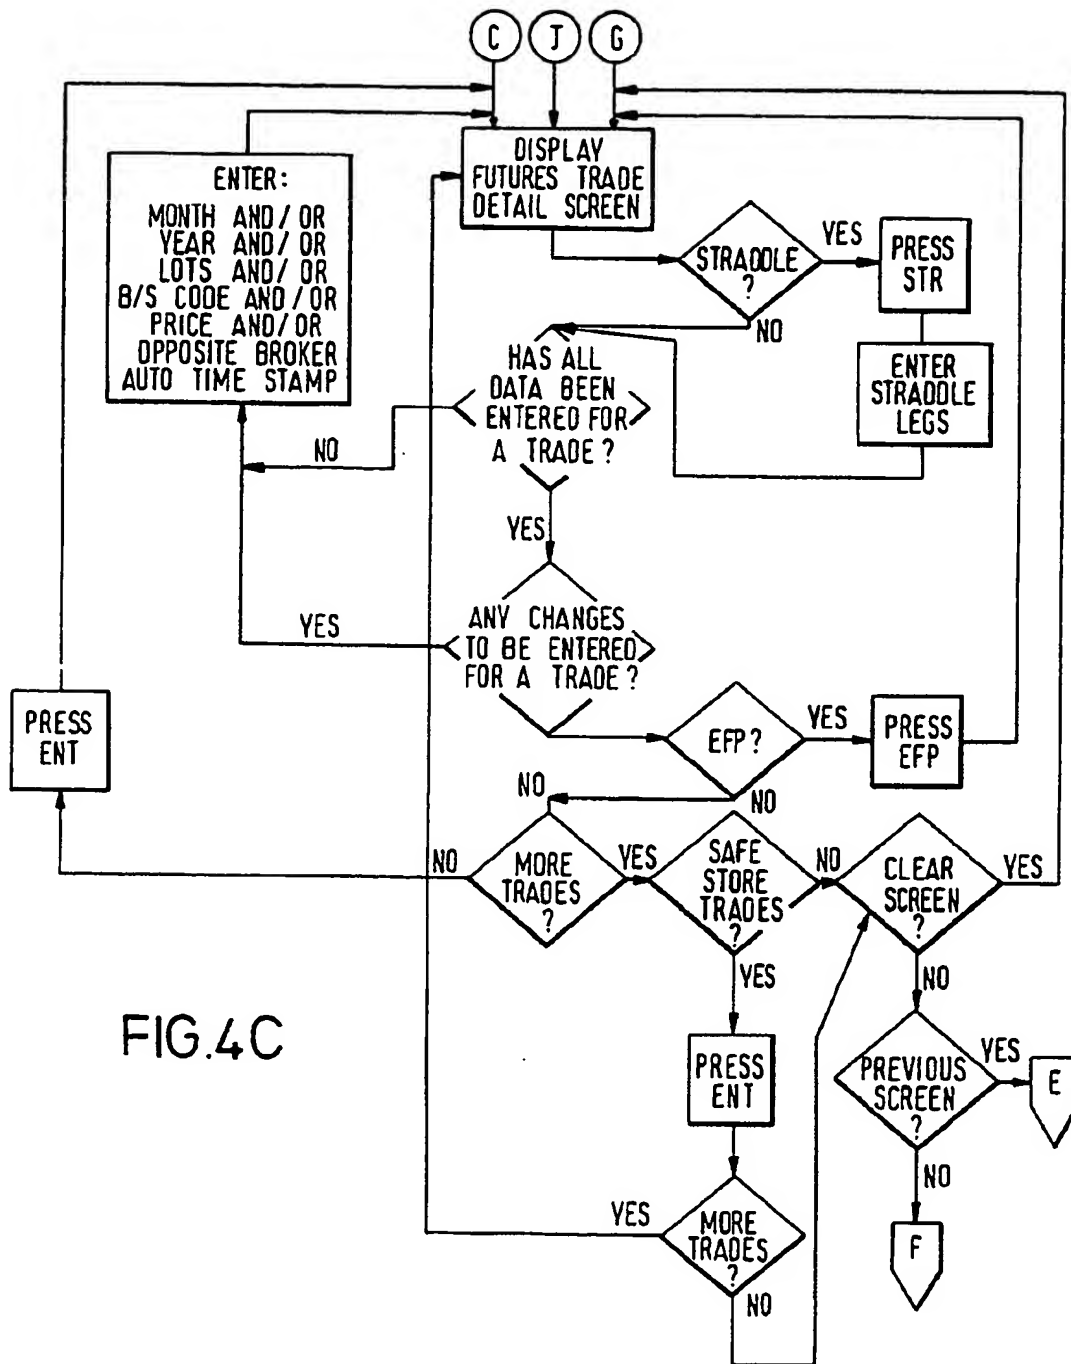 C
J
G
DISPLAY
FUTURES TRADE
DETAIL SCREEN
ENTER:
MONTH AND/OR
YEAR AND/OR
LOTS AND/OR
B/S CODE AND/OR
PRICE AND/OR
OPPOSITE BROKER
AUTO TIME STAMP
STRADDLE
?
YES
PRESS
STR
NO
ENTER
STRADDLE
LEGS
HAS ALL
DATA BEEN
ENTERED FOR
A TRADE?
NO
YES
ANY CHANGES
TO BE ENTERED
FOR A TRADE?
YES
PRESS
ENT
EFP?
YES
PRESS
EFP
NO
NO
MORE
TRADES
?
NO
YES
SAFE
STORE
TRADES
?
NO
CLEAR
SCREEN
?
YES
YES
NO
FIG.4C
PRESS
ENT
PREVIOUS
SCREEN
?
YES
E
NO
F
MORE
TRADES
?
YES
NO